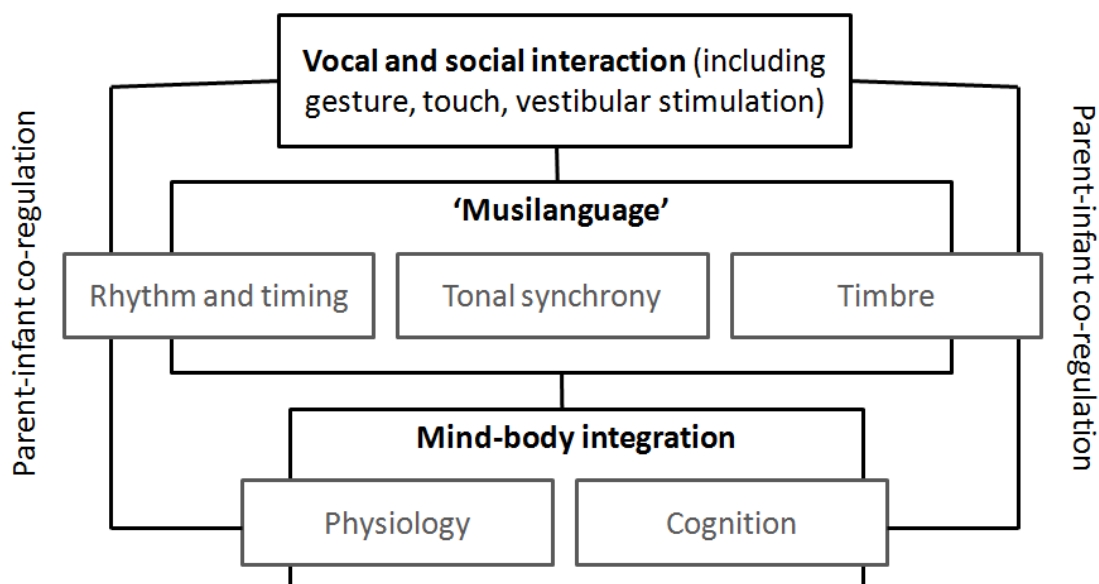 Vocal and social interaction (including
gesture, touch, vestibular stimulation)
Parent-infant co-regulation
Parent-infant co-regulation
‘Musilanguage’
Rhythm and timing
Tonal synchrony
Timbre
Mind-body integration
Physiology
Cognition